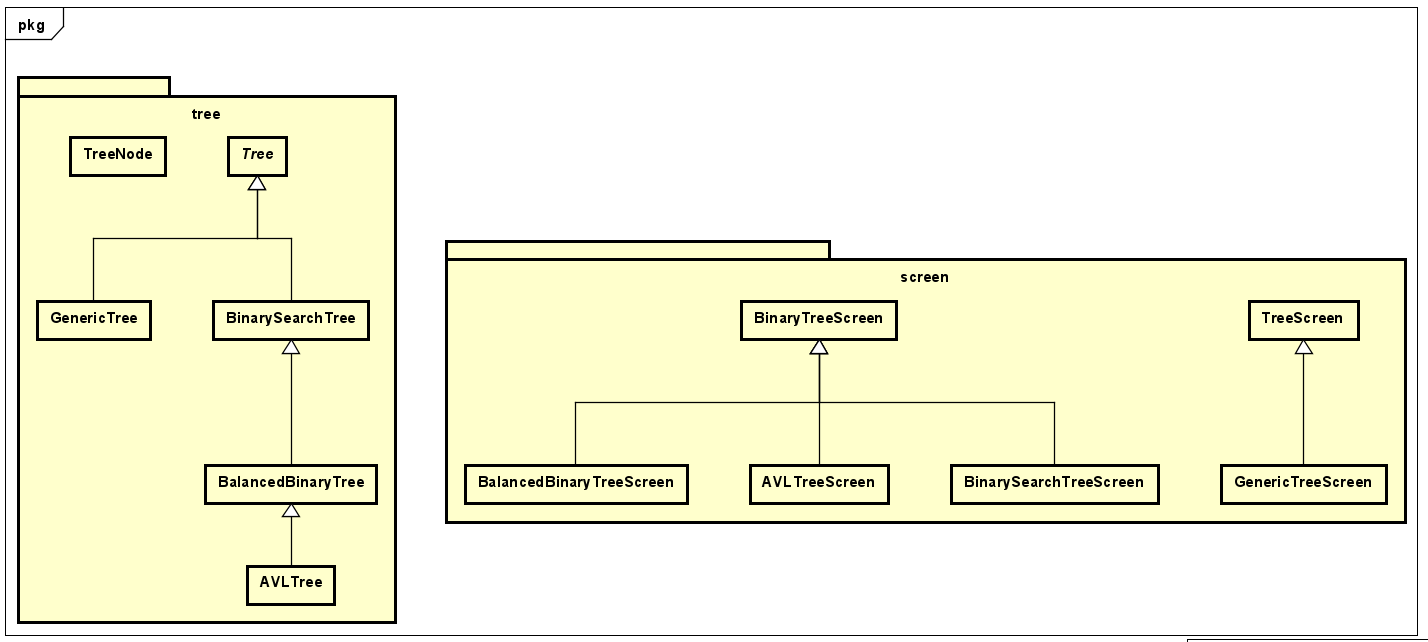 pkg
tree
TreeNode
Tree
GenericTree
BinarySearchTree
BalancedBinaryTree
AVLTree
screen
BinaryTreeScreen
TreeScreen
BalancedBinaryTreeScreen
AVLTreeScreen
BinarySearchTreeScreen
GenericTreeScreen